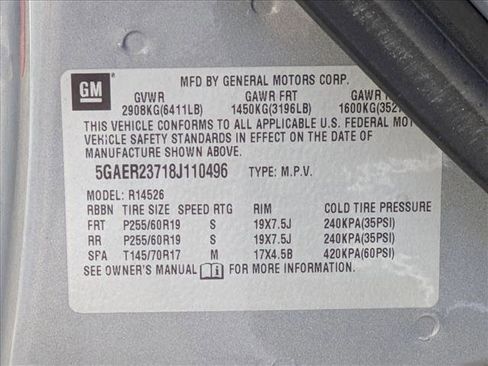 GM
MFD BY GENERAL MOTORS CORP.
GVWR GAWR FRT GAWR
2908KG(6411LB) 1450KG(3196LB) 1600KG(352
THIS VEHICLE CONFORMS TO ALL APPLICABLE U.S. FEDERAL MOTO
VEHICLE SAFETY STANDARDS IN EFFECT ON THE DATE OF
MANUFACTURE SHOWN ABOVE.
5GAER23718J110496 TYPE: M.P.V.
MODEL: R14526
RBBN TIRE SIZE SPEED RTG RIM COLD TIRE PRESSURE
FRT P255/60R19 S 19X7.5J 240KPA(35PSI)
RR P255/60R19 S 19X7.5J 240KPA(35PSI)
SPA T145/70R17 M 17X4.5B 420KPA(60PSI)
SEE OWNER'S MANUAL i FOR MORE INFORMATION.